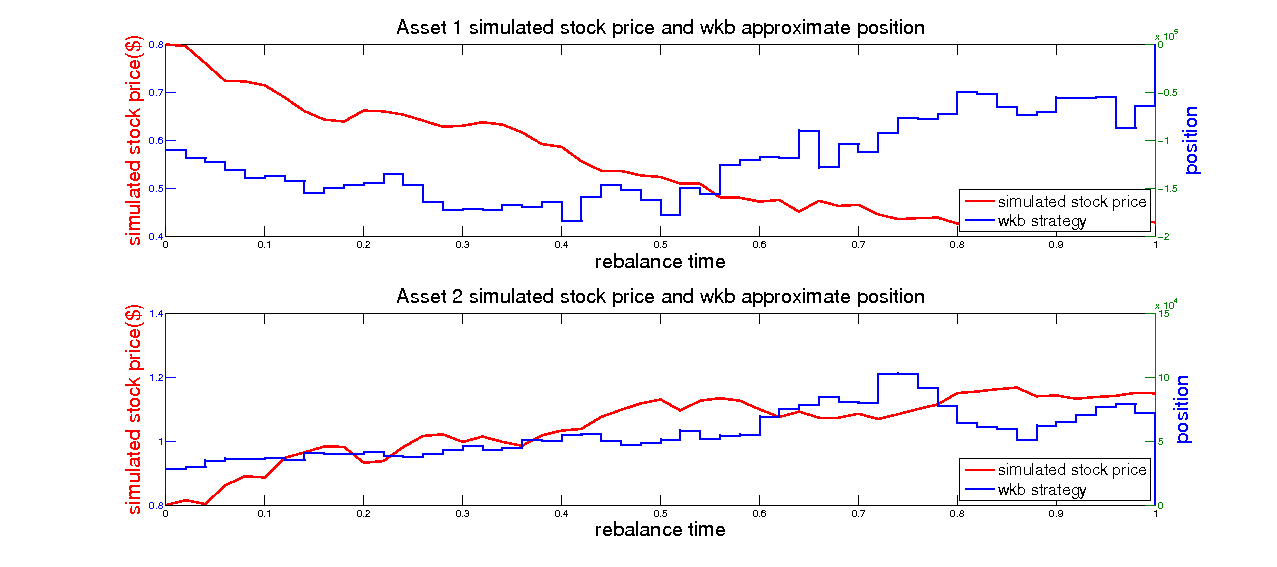 Asset 1 simulated stock price and wkb approximate position
simulated stock price($)
0.8
0.7
0.6
0.5
0.4
x 10^5
0
−0.5
−1
−1.5
−2
position
simulated stock price
wkb strategy
0 0.1 0.2 0.3 0.4 0.5 0.6 0.7 0.8 0.9 1
rebalance time
Asset 2 simulated stock price and wkb approximate position
simulated stock price($)
1.4
1.2
1
0.8
x 10^4
15
10
5
0
position
simulated stock price
wkb strategy
0 0.1 0.2 0.3 0.4 0.5 0.6 0.7 0.8 0.9 1
rebalance time